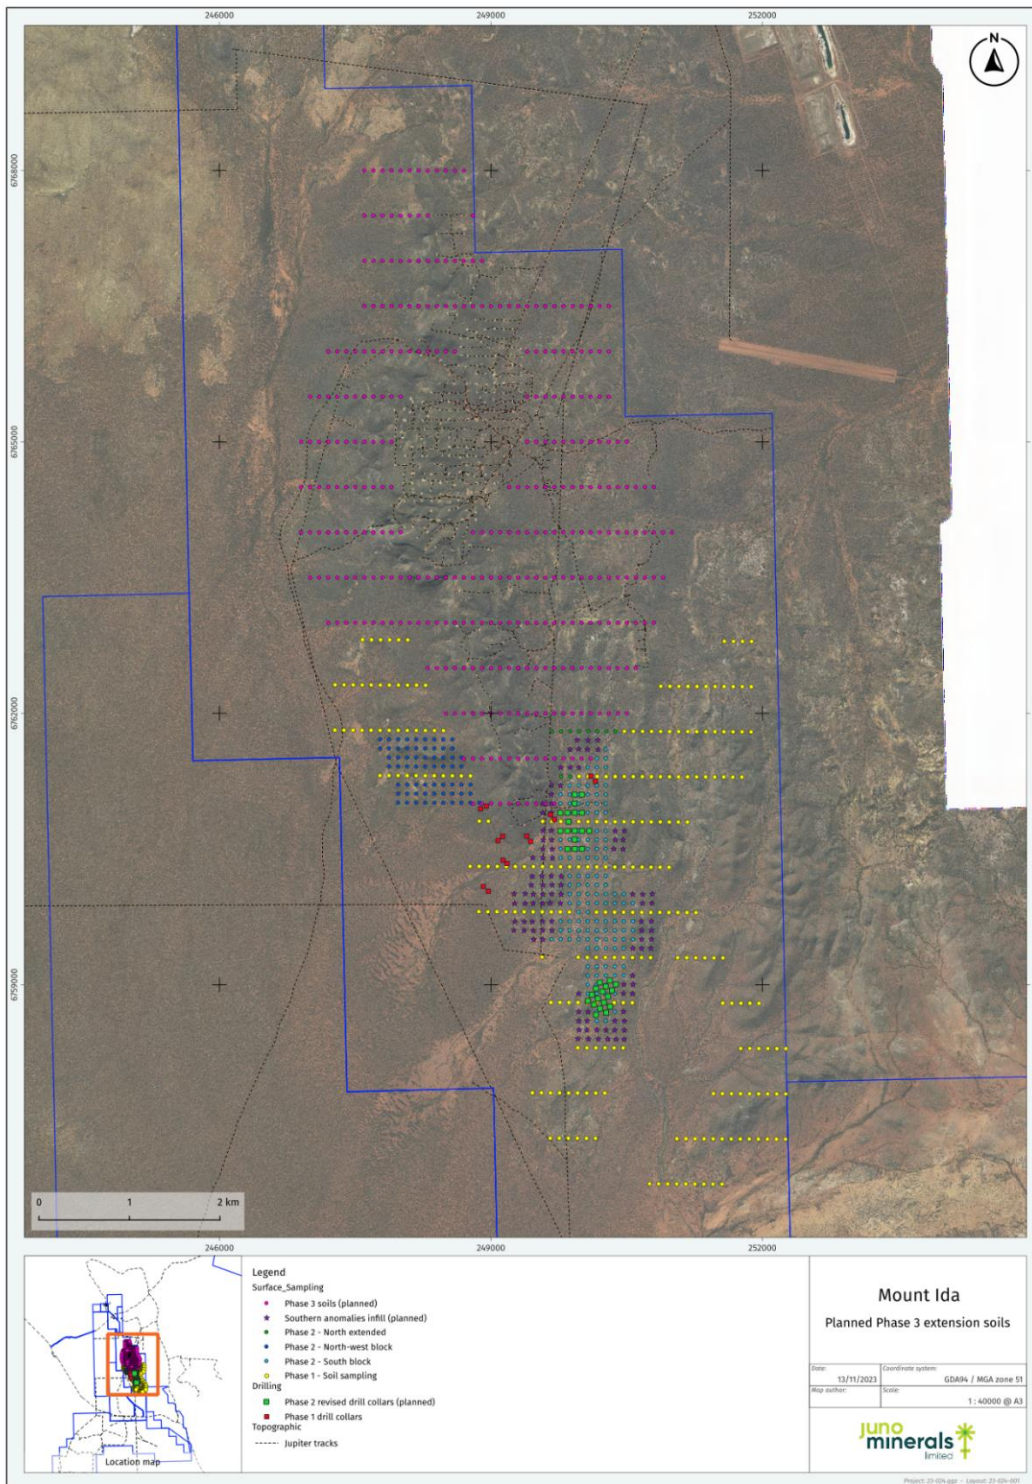 246000 249000 252000
N
6768000
6765000
6762000
6759000
0 1 2 km
246000 249000 252000
Location map
Legend
Surface_Sampling
Phase 3 soils (planned)
Southern anomalies infill (planned)
Phase 2 - North extended
Phase 2 - North-west block
Phase 2 - South block
Phase 1 - Soil sampling
Drilling
Phase 2 revised drill collars (planned)
Phase 1 drill collars
Topographic
Jupiter tracks
Mount Ida
Planned Phase 3 extension soils
Date: 13/11/2023
Coordinate system: GDA94 / MGA zone 51
Map author:
Scale: 1 : 40000 @ A3
juno
minerals
limited